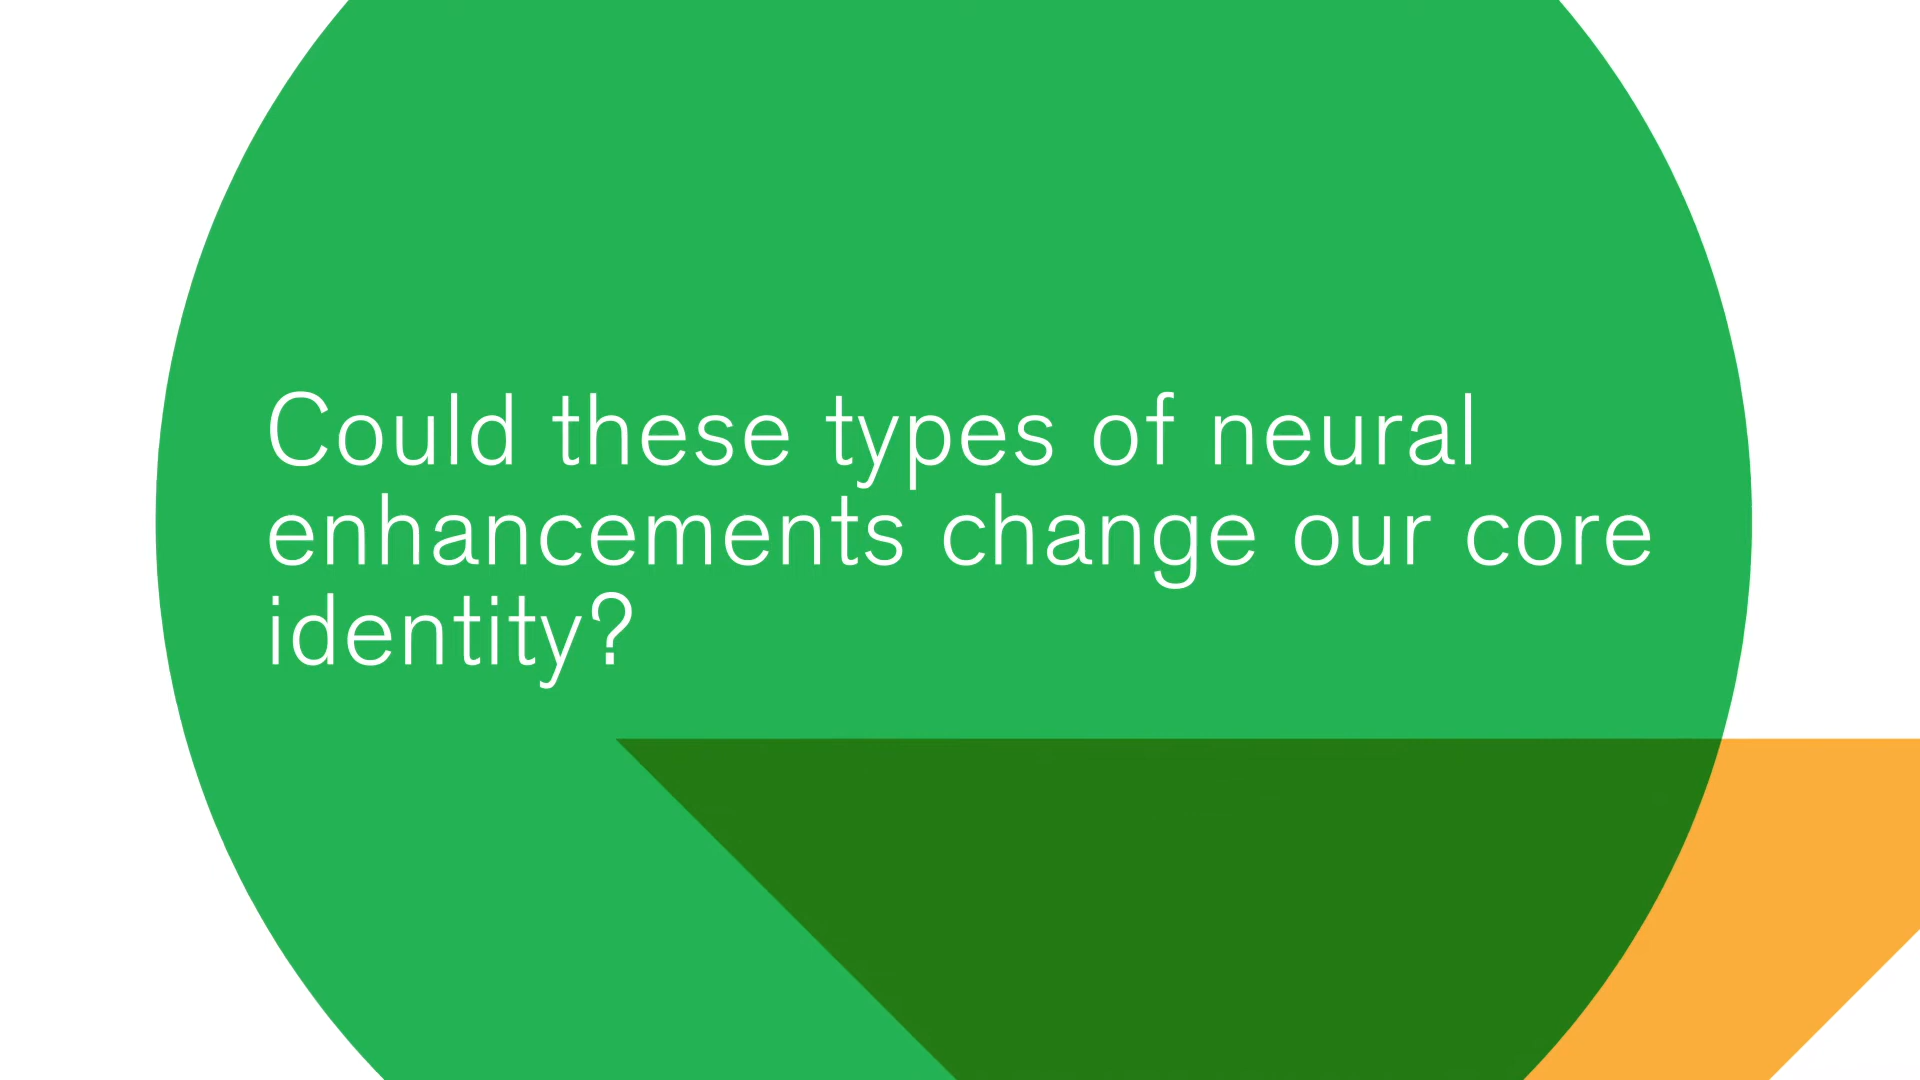 Could these types of neural
enhancements change our core
identity?